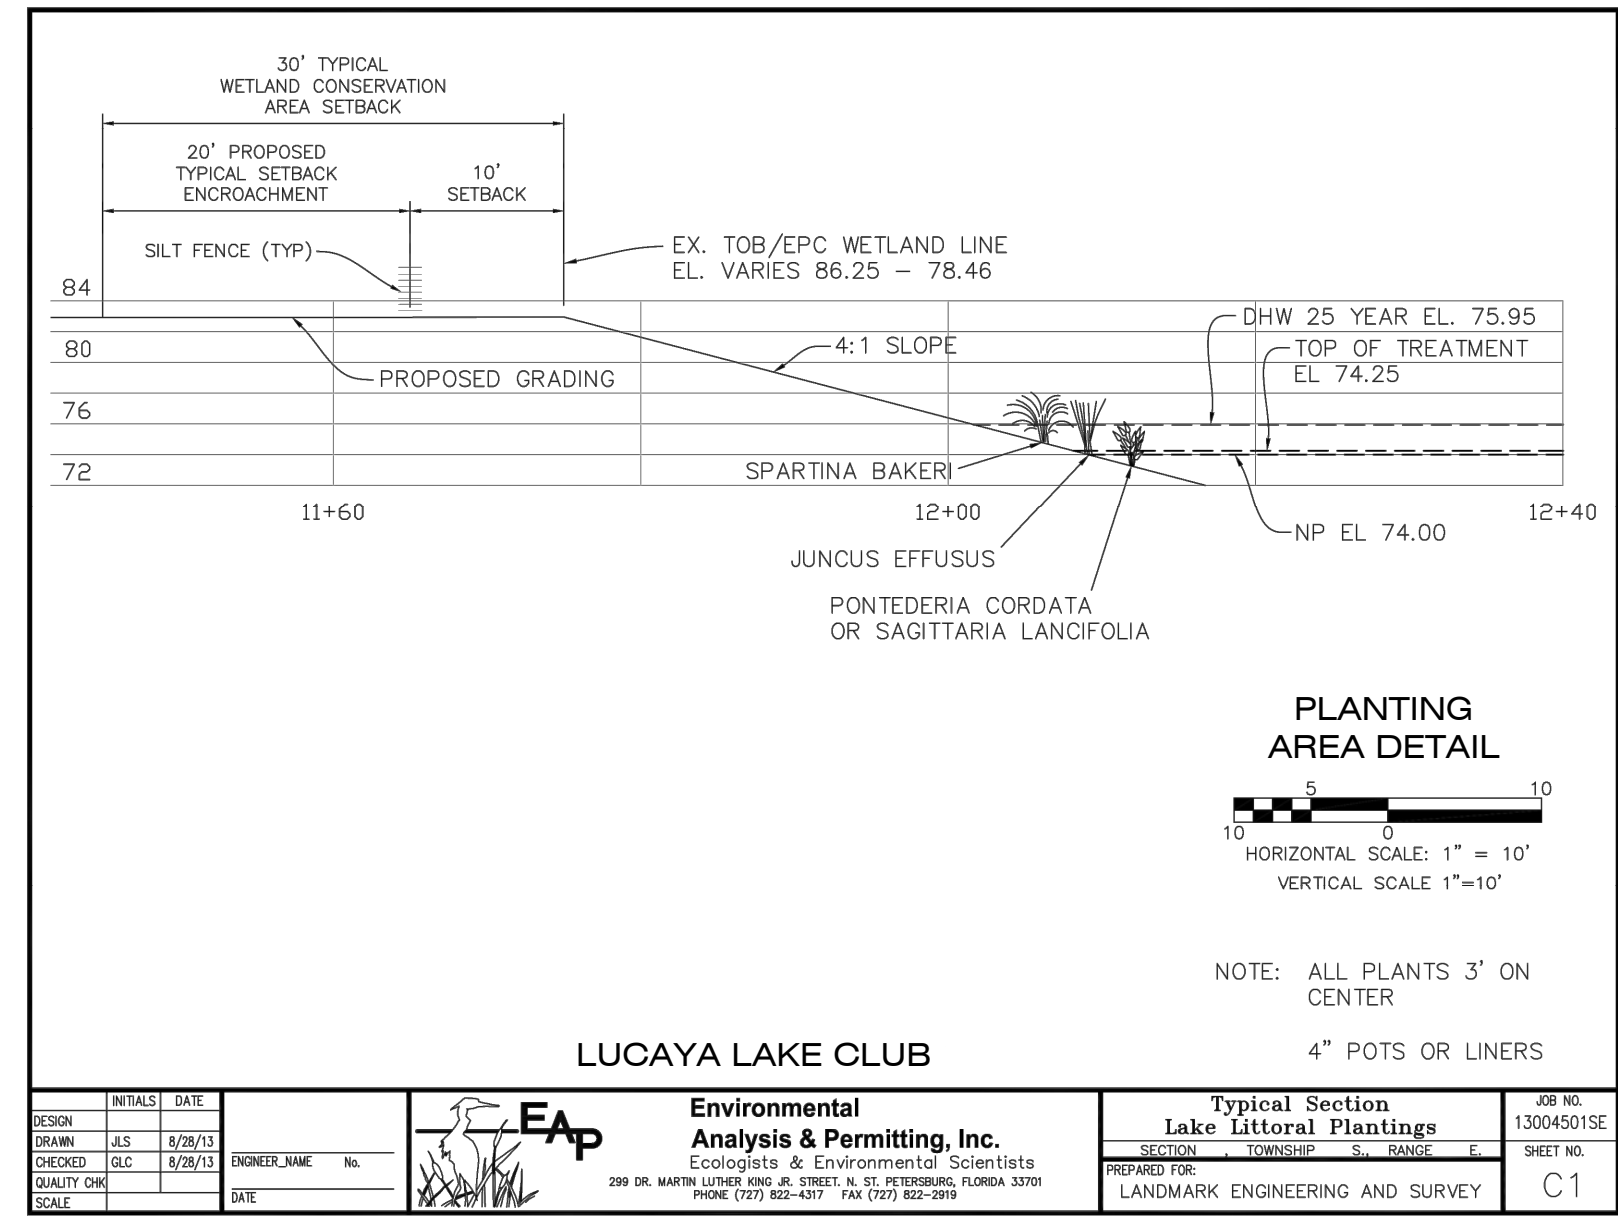 30' TYPICAL
WETLAND CONSERVATION
AREA SETBACK
20' PROPOSED
TYPICAL SETBACK
ENCROACHMENT
10'
SETBACK
SILT FENCE (TYP)
EX. TOB/EPC WETLAND LINE
EL. VARIES 86.25 – 78.46
84
80
76
72
DHW 25 YEAR EL. 75.95
4:1 SLOPE
TOP OF TREATMENT
EL 74.25
PROPOSED GRADING
SPARTINA BAKERI
11+60
12+00
12+40
NP EL 74.00
JUNCUS EFFUSUS
PONTEDERIA CORDATA
OR SAGITTARIA LANCIFOLIA
PLANTING
AREA DETAIL
5 10
10 0
HORIZONTAL SCALE: 1" = 10'
VERTICAL SCALE 1"=10'
NOTE: ALL PLANTS 3' ON
CENTER
4" POTS OR LINERS
LUCAYA LAKE CLUB
INITIALS DATE
DESIGN
DRAWN JLS 8/28/13
CHECKED GLC 8/28/13
QUALITY CHK
SCALE
ENGINEER_NAME No.
DATE
EAP
Environmental
Analysis & Permitting, Inc.
Ecologists & Environmental Scientists
299 DR. MARTIN LUTHER KING JR. STREET. N. ST. PETERSBURG, FLORIDA 33701
PHONE (727) 822-4317 FAX (727) 822-2919
Typical Section
Lake Littoral Plantings
SECTION , TOWNSHIP S., RANGE E.
PREPARED FOR:
LANDMARK ENGINEERING AND SURVEY
JOB NO.
13004501SE
SHEET NO.
C1